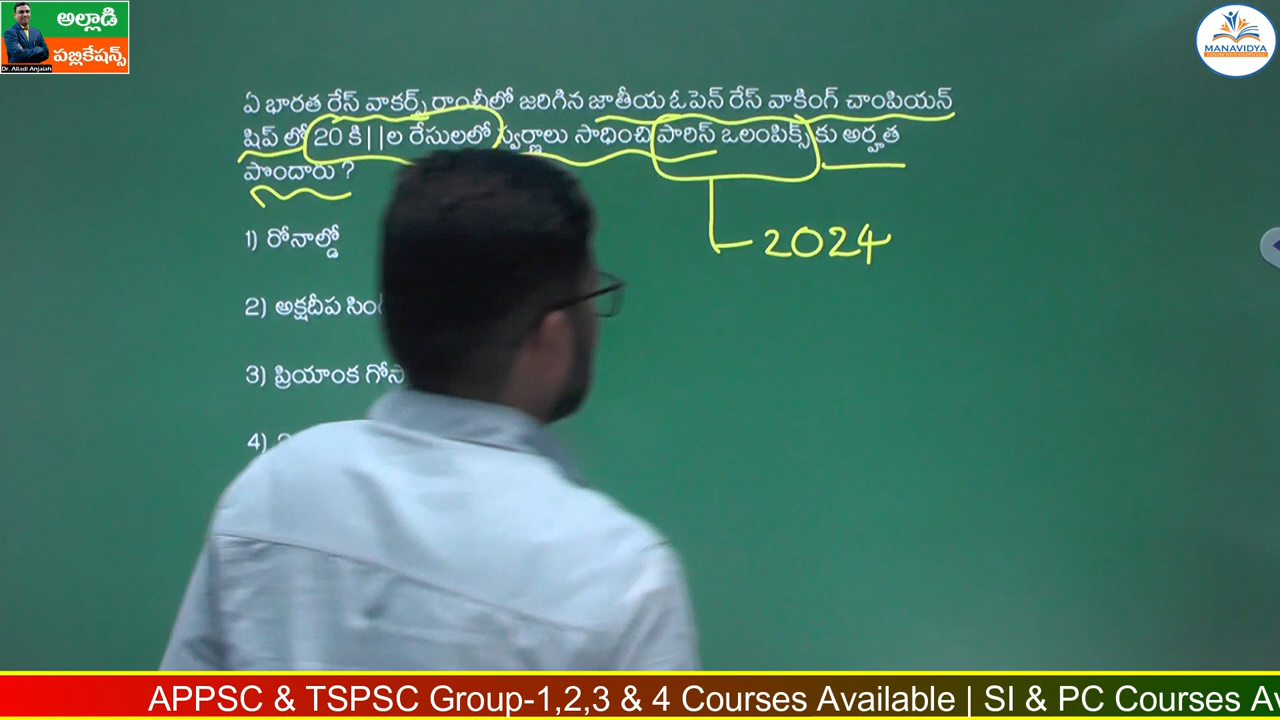 అల్లాడి
పబ్లికేషన్స్
Dr. Alladi Anjaiah
MANAVIDYA
ఏ భారత రేస్ వాకర్స్ రాంచీలో జరిగిన జాతీయ ఓపెన్ రేస్ వాకింగ్ చాంపియన్
షిప్ లో 20 కి||ల రేసులలో స్వర్ణాలు సాధించి పారిస్ ఒలంపిక్స్ కు అర్హత
పొందారు ?
2024
1) రోనాల్డో
2) అక్షదీప
3) ప్రియాంక
4)
APPSC & TSPSC Group-1,2,3 & 4 Courses Available | SI & PC Courses Av